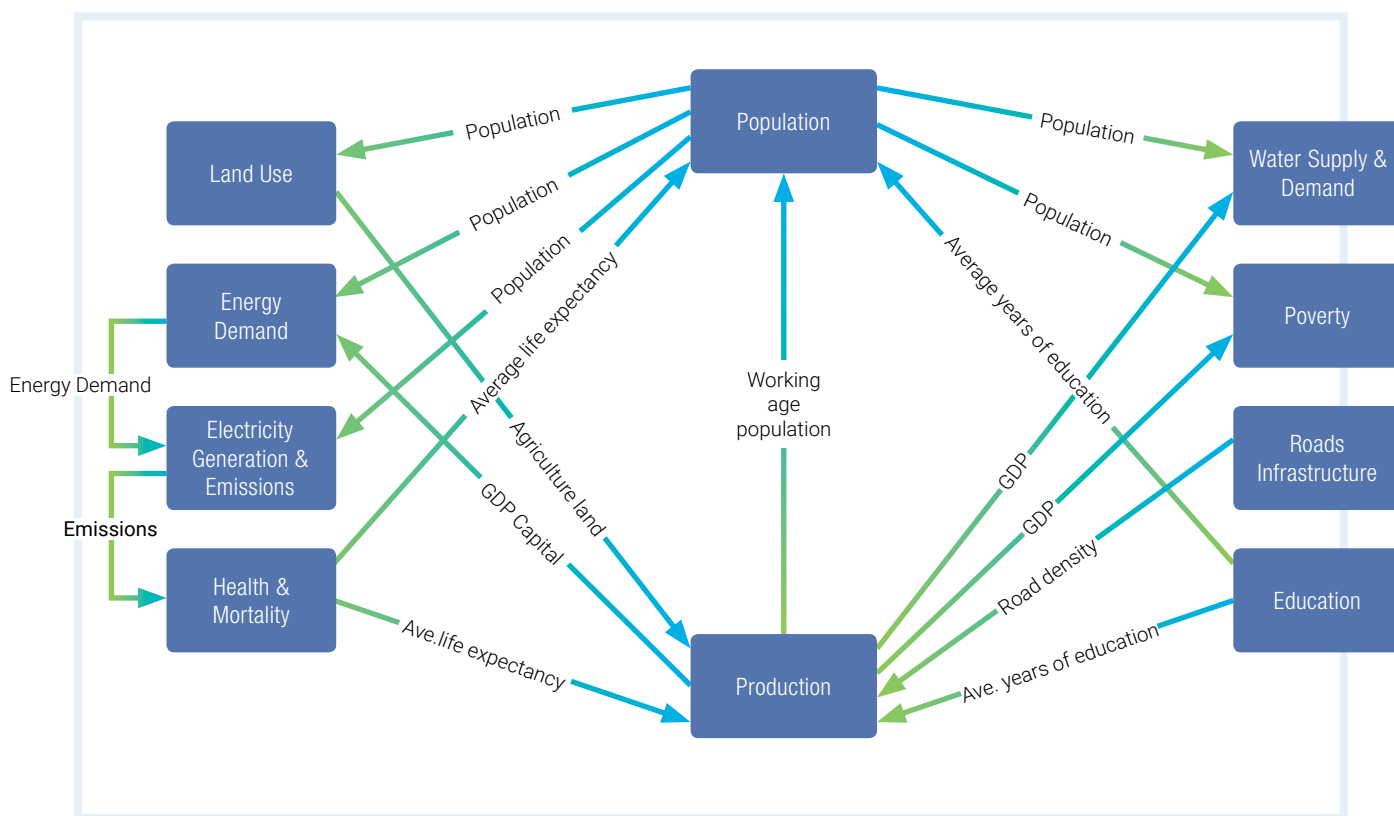 Population
Land Use
Water Supply &
Demand
Population
Population
Population
Population
Population
Energy
Demand
Poverty
Average life expectancy
Average years of education
Energy Demand
Working
age
population
Electricity
Generation &
Emissions
Roads
Infrastructure
Agriculture land
GDP Capital
GDP
GDP
Road density
Emissions
Health &
Mortality
Education
Ave.life expectancy
Ave. years of education
Production